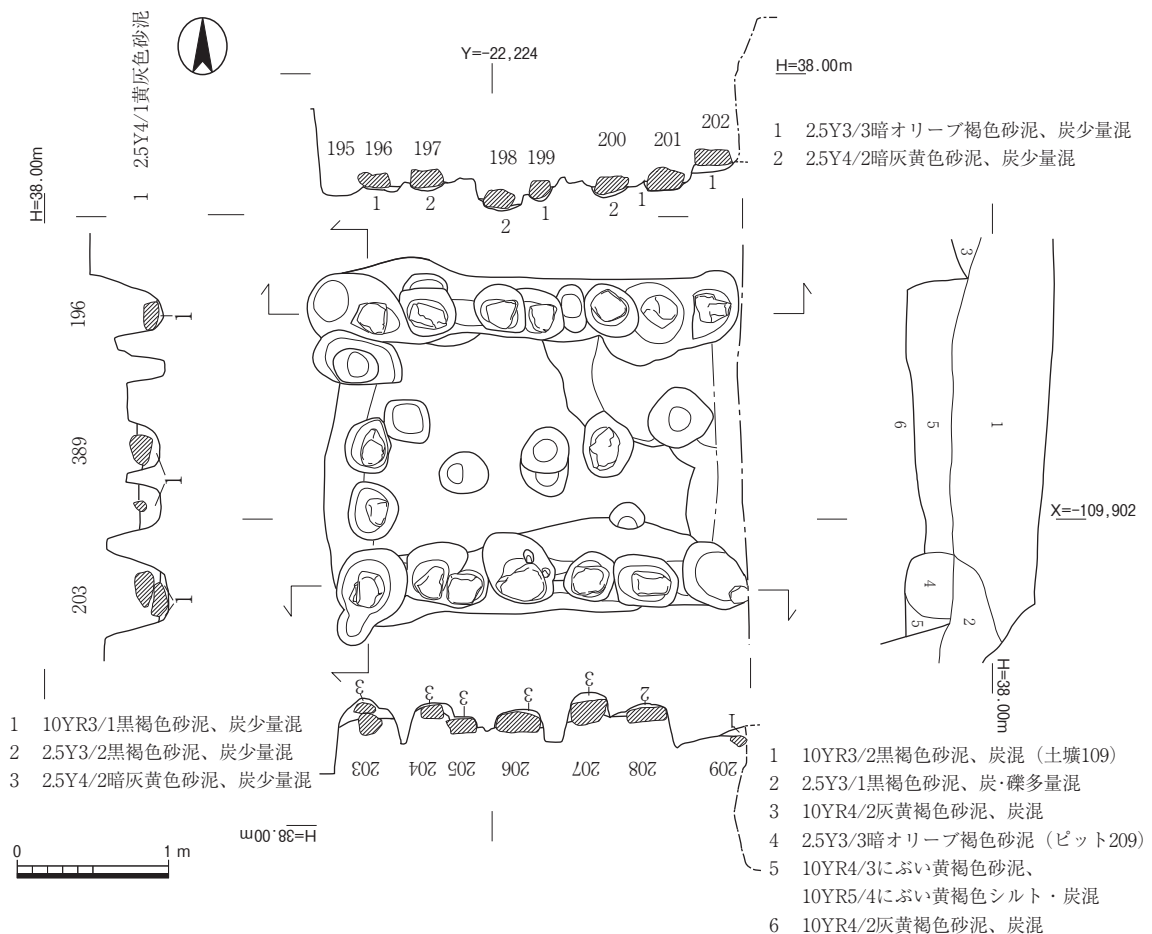 1 2.5Y4/1黄灰色砂泥
H=38.00m
Y=-22,224
H=38.00m
1 2.5Y3/3暗オリーブ褐色砂泥、炭少量混
2 2.5Y4/2暗灰黄色砂泥、炭少量混
195 196 197 198 199 200 201 202
1 2 2 1 2 1 1
196
1
389
1
203
1
3
6 5 1
4
5 2
X=-109,902
H=38.00m
3 3 3 3 3 2 1
203 204 205 206 207 208 209
H=38.00m
1 10YR3/1黒褐色砂泥、炭少量混
2 2.5Y3/2黒褐色砂泥、炭少量混
3 2.5Y4/2暗灰黄色砂泥、炭少量混
0 1 m
1 10YR3/2黒褐色砂泥、炭混（土壙109）
2 2.5Y3/1黒褐色砂泥、炭・礫多量混
3 10YR4/2灰黄褐色砂泥、炭混
4 2.5Y3/3暗オリーブ褐色砂泥（ピット209）
5 10YR4/3にぶい黄褐色砂泥、
10YR5/4にぶい黄褐色シルト・炭混
6 10YR4/2灰黄褐色砂泥、炭混